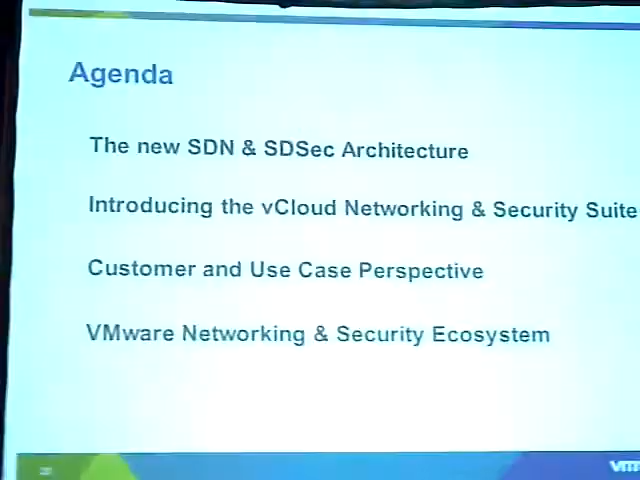 Agenda
The new SDN & SDSec Architecture
Introducing the vCloud Networking & Security Suite
Customer and Use Case Perspective
VMware Networking & Security Ecosystem